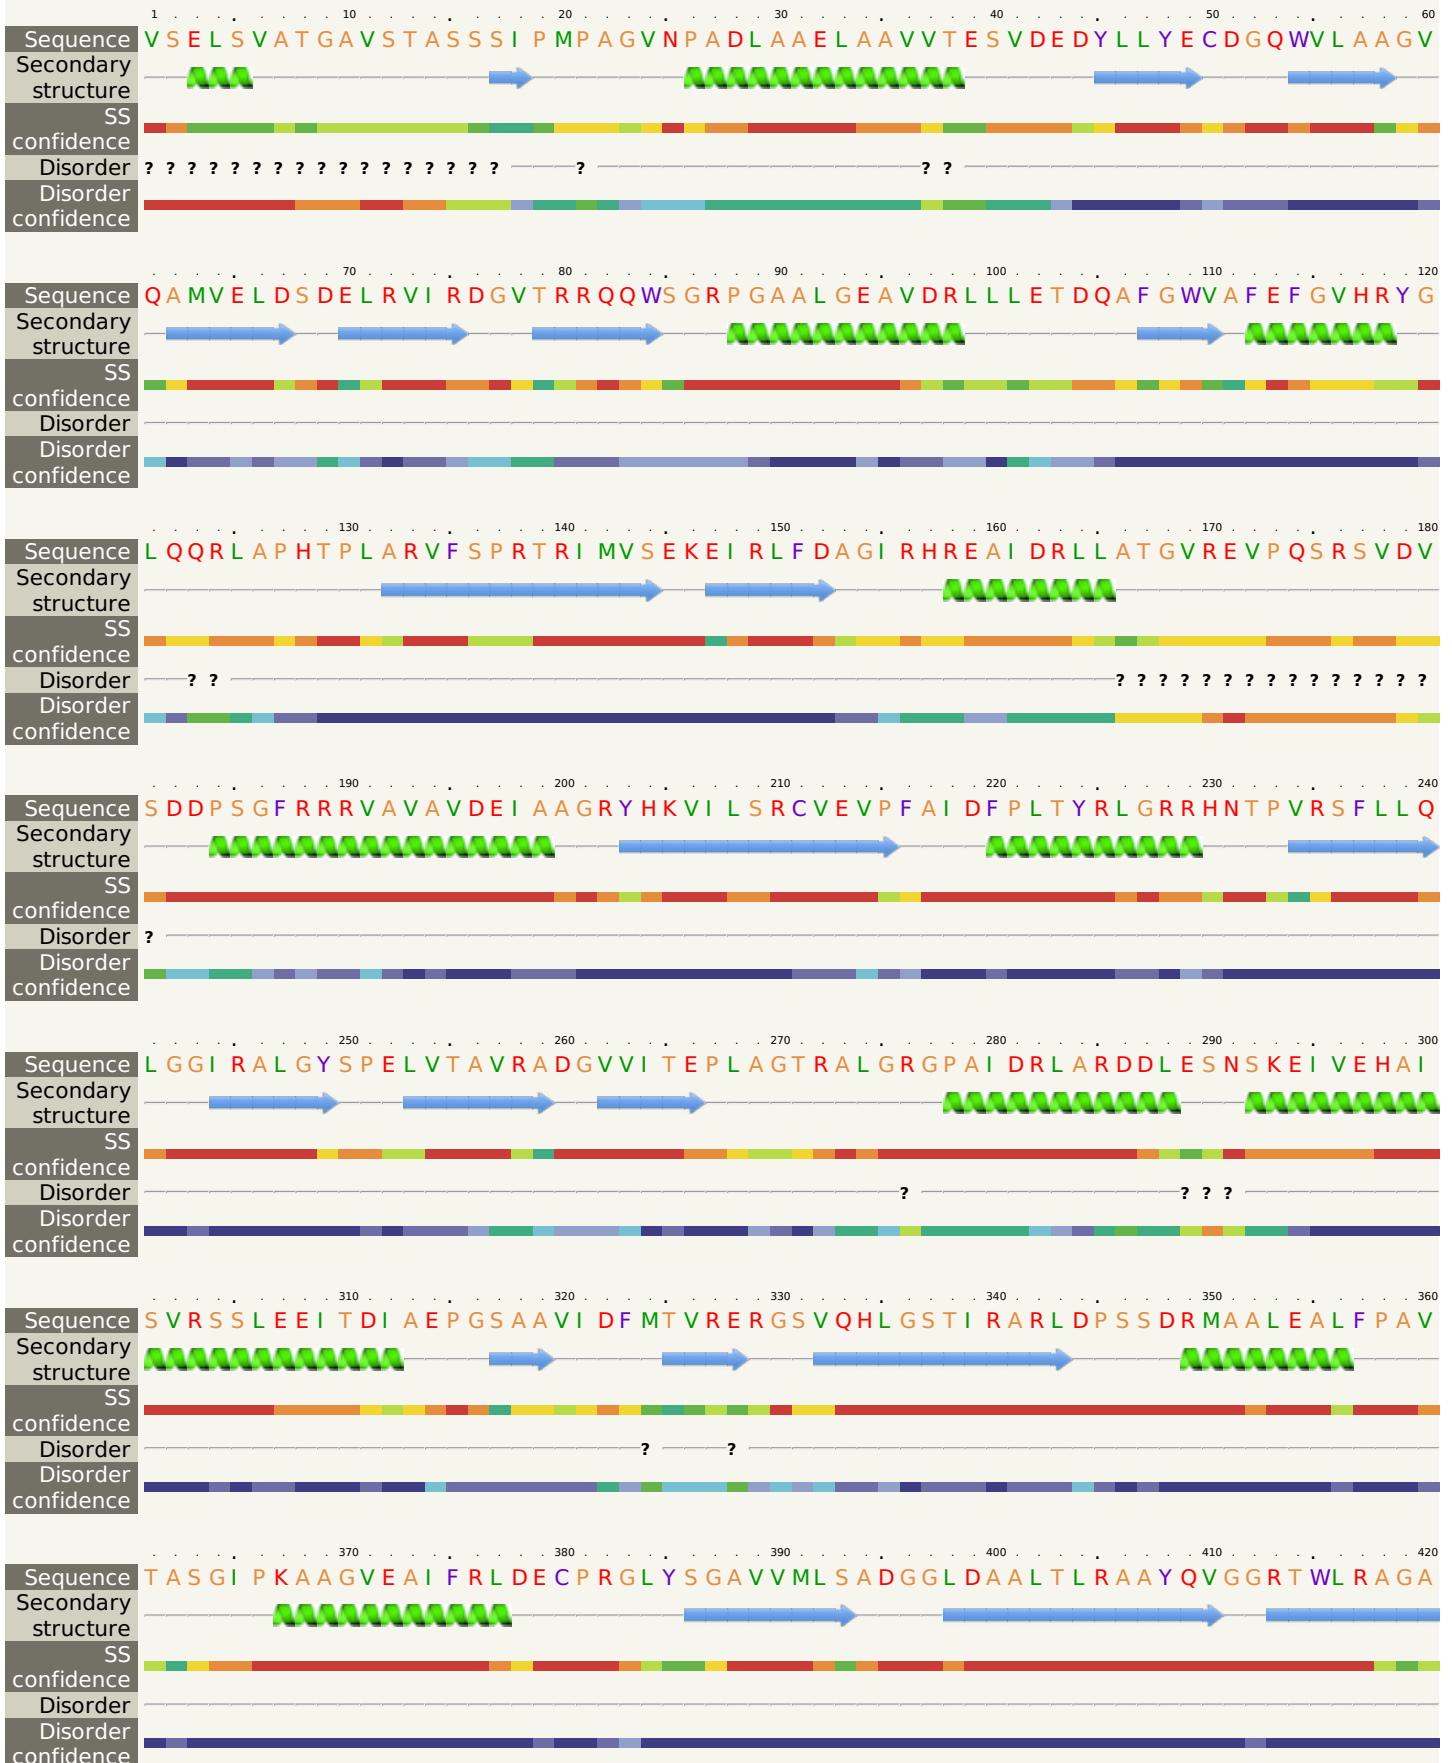 1 10 20 30 40 50 60
Sequence V S E L S V A T G A V S T A S S S I P M P A G V N P A D L A A E L A A V V T E S V D E D Y L L Y E C D G Q W V L A A G V
Secondary
structure
SS
confidence
Disorder ? ? ? ? ? ? ? ? ? ? ? ? ? ? ? ? ? ? ? ?
Disorder
confidence
70 80 90 100 110 120
Sequence Q A M V E L D S D E L R V I R D G V T R R Q Q W S G R P G A A L G E A V D R L L L E T D Q A F G W V A F E F G V H R Y G
Secondary
structure
SS
confidence
Disorder
Disorder
confidence
130 140 150 160 170 180
Sequence L Q Q R L A P H T P L A R V F S P R T R I M V S E K E I R L F D A G I R H R E A I D R L L A T G V R E V P Q S R S V D V
Secondary
structure
SS
confidence
Disorder ? ? ? ? ? ? ? ? ? ? ? ? ? ? ? ? ?
Disorder
confidence
190 200 210 220 230 240
Sequence S D D P S G F R R R V A V A V D E I A A G R Y H K V I L S R C V E V P F A I D F P L T Y R L G R R H N T P V R S F L L Q
Secondary
structure
SS
confidence
Disorder ?
Disorder
confidence
250 260 270 280 290 300
Sequence L G G I R A L G Y S P E L V T A V R A D G V V I T E P L A G T R A L G R G P A I D R L A R D D L E S N S K E I V E H A I
Secondary
structure
SS
confidence
Disorder ? ? ? ?
Disorder
confidence
310 320 330 340 350 360
Sequence S V R S S L E E I T D I A E P G S A A V I D F M T V R E R G S V Q H L G S T I R A R L D P S S D R M A A L E A L F P A V
Secondary
structure
SS
confidence
Disorder ? ?
Disorder
confidence
370 380 390 400 410 420
Sequence T A S G I P K A A G V E A I F R L D E C P R G L Y S G A V V M L S A D G G L D A A L T L R A A Y Q V G G R T W L R A G A
Secondary
structure
SS
confidence
Disorder
Disorder
confidence